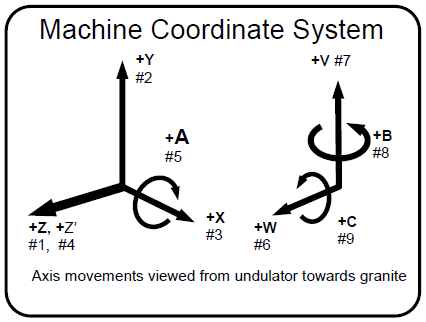 Machine Coordinate System
+Y
#2
+V #7
+A
#5
+B
#8
+Z, +Z'
#1, #4
+X
#3
+W
#6
+C
#9
Axis movements viewed from undulator towards granite